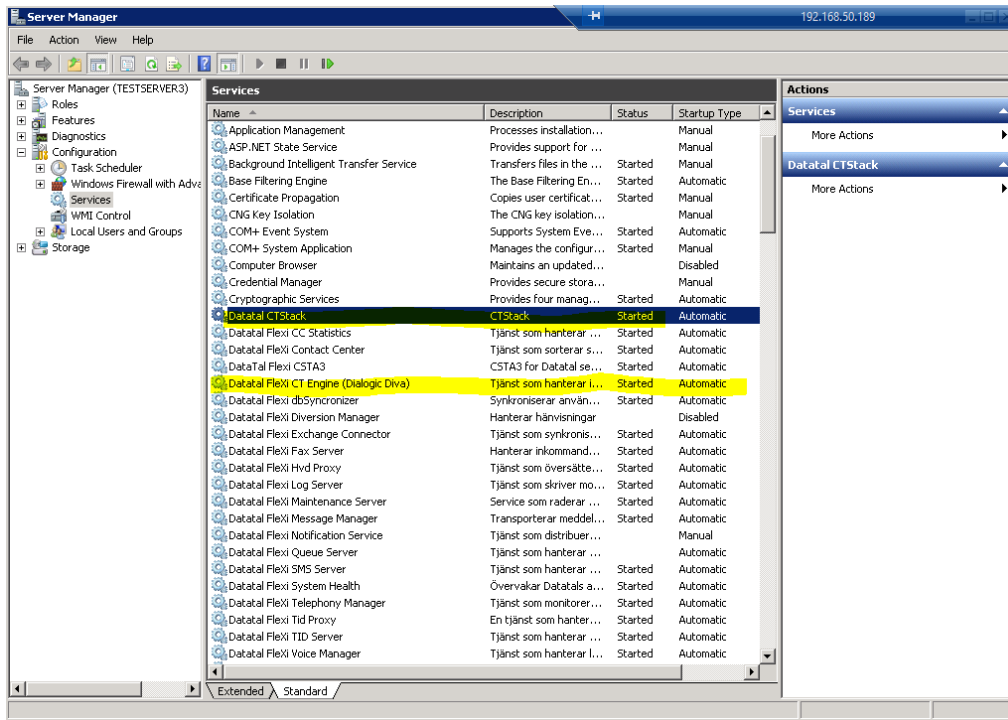 Server Manager
192.168.50.189
File Action View Help
Server Manager (TESTSERVER3)
Roles
Features
Diagnostics
Configuration
Task Scheduler
Windows Firewall with Adva
Services
WMI Control
Local Users and Groups
Storage
Services
Name Description Status Startup Type
Application Management Processes installation... Manual
ASP.NET State Service Provides support for ... Manual
Background Intelligent Transfer Service Transfers files in the ... Started Manual
Base Filtering Engine The Base Filtering En... Started Automatic
Certificate Propagation Copies user certificat... Started Manual
CNG Key Isolation The CNG key isolation... Manual
COM+ Event System Supports System Eve... Started Automatic
COM+ System Application Manages the configur... Started Manual
Computer Browser Maintains an updated... Disabled
Credential Manager Provides secure stora... Manual
Cryptographic Services Provides four manag... Started Automatic
Datatal CTStack CTStack Started Automatic
Datatal Flexi CC Statistics Tjänst som hanterar ... Started Automatic
Datatal FleXi Contact Center Tjänst som sorterar s... Started Automatic
DataTal FleXi CSTA3 CSTA3 for Datatal se... Started Automatic
Datatal FleXi CT Engine (Dialogic Diva) Tjänst som hanterar i... Started Automatic
Datatal Flexi dbSyncronizer Synkroniserar använ... Started Automatic
Datatal FleXi Diversion Manager Hanterar hänvisningar Disabled
Datatal Flexi Exchange Connector Tjänst som synkronis... Started Automatic
Datatal FleXi Fax Server Hanterar inkommand... Started Automatic
Datatal FleXi Hvd Proxy Tjänst som översätte... Started Automatic
Datatal FleXi Log Server Tjänst som skriver mo... Started Automatic
Datatal FleXi Maintenance Server Service som raderar ... Started Automatic
Datatal FleXi Message Manager Transporterar meddel... Started Automatic
Datatal FleXi Notification Service Tjänst som distribuer... Manual
Datatal FleXi Queue Server Tjänst som hanterar ... Automatic
Datatal FleXi SMS Server Tjänst som hanterar ... Started Automatic
Datatal Flexi System Health Övervakar Datatals a... Started Automatic
Datatal FleXi Telephony Manager Tjänst som monitorer... Started Automatic
Datatal FleXi Tid Proxy En tjänst som hanter... Started Automatic
Datatal FleXi TID Server Tjänst som hanterar ... Started Automatic
Datatal FleXi Voice Manager Tjänst som hanterar l... Started Automatic
Extended Standard
Actions
Services
More Actions
Datatal CTStack
More Actions